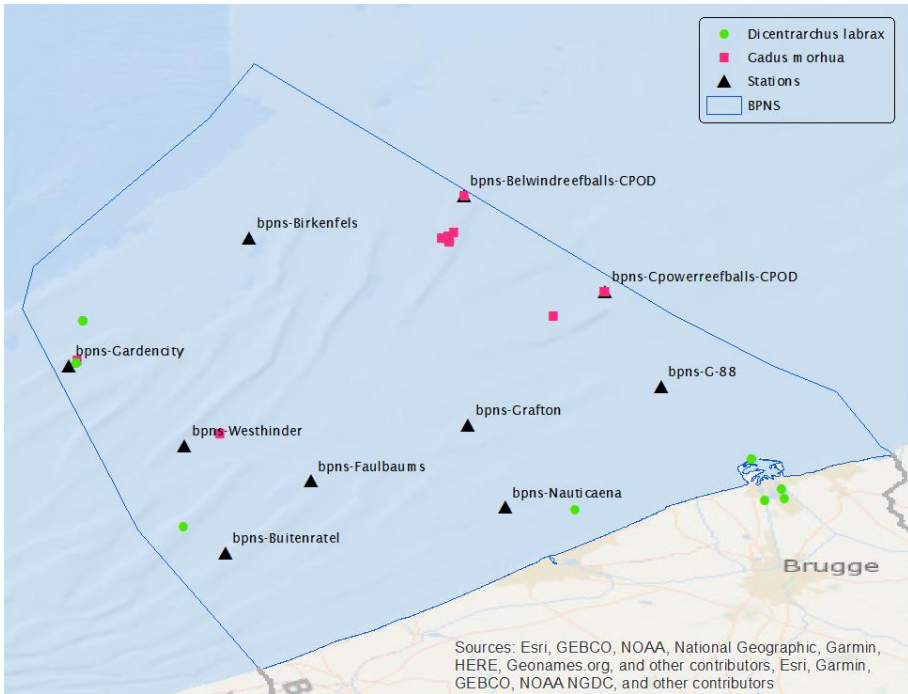 Dicentrarchus labrax
Gadus morhua
Stations
BPNS
bpns-Belwindreefballs-CPOD
bpns-Birkenfels
bpns-Cpowerreefballs-CPOD
bpns-Gardencity
bpns-G-88
bpns-Grafton
bpns-Westhinder
bpns-Faulbaums
bpns-Nauticaena
bpns-Buitenratel
Brugge
Sources: Esri, GEBCO, NOAA, National Geographic, Garmin,
HERE, Geonames.org, and other contributors, Esri, Garmin,
GEBCO, NOAA NGDC, and other contributors